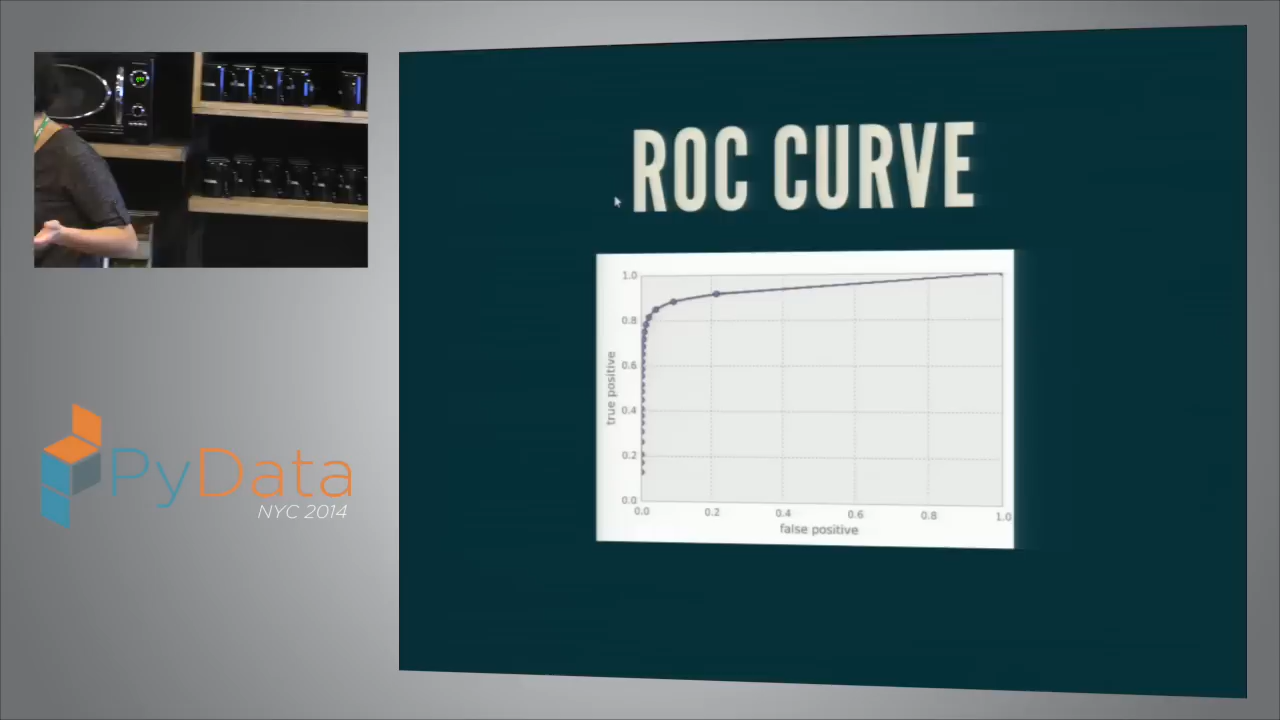 ROC CURVE
1.0
0.8
0.6
0.4
0.2
0.0
true positive
0.0 0.2 0.4 0.6 0.8 1.0
false positive
PyData
NYC 2014